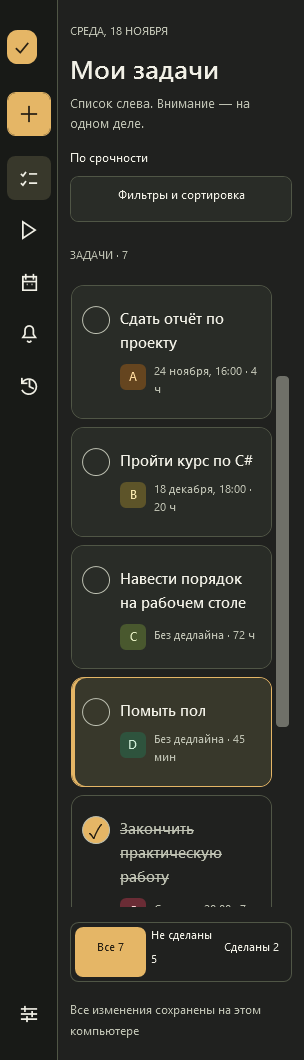 СРЕДА, 18 НОЯБРЯ
Мои задачи
Список слева. Внимание — на
одном деле.
По срочности
Фильтры и сортировка
ЗАДАЧИ · 7
Сдать отчёт по
проекту
A
24 ноября, 16:00 · 4
ч
Пройти курс по C#
B
18 декабря, 18:00 ·
20 ч
Навести порядок
на рабочем столе
C
Без дедлайна · 72 ч
Помыть пол
D
Без дедлайна · 45
мин
Закончить
практическую
работу
Все 7
Не сделаны
5
Сделаны 2
Все изменения сохранены на этом
компьютере